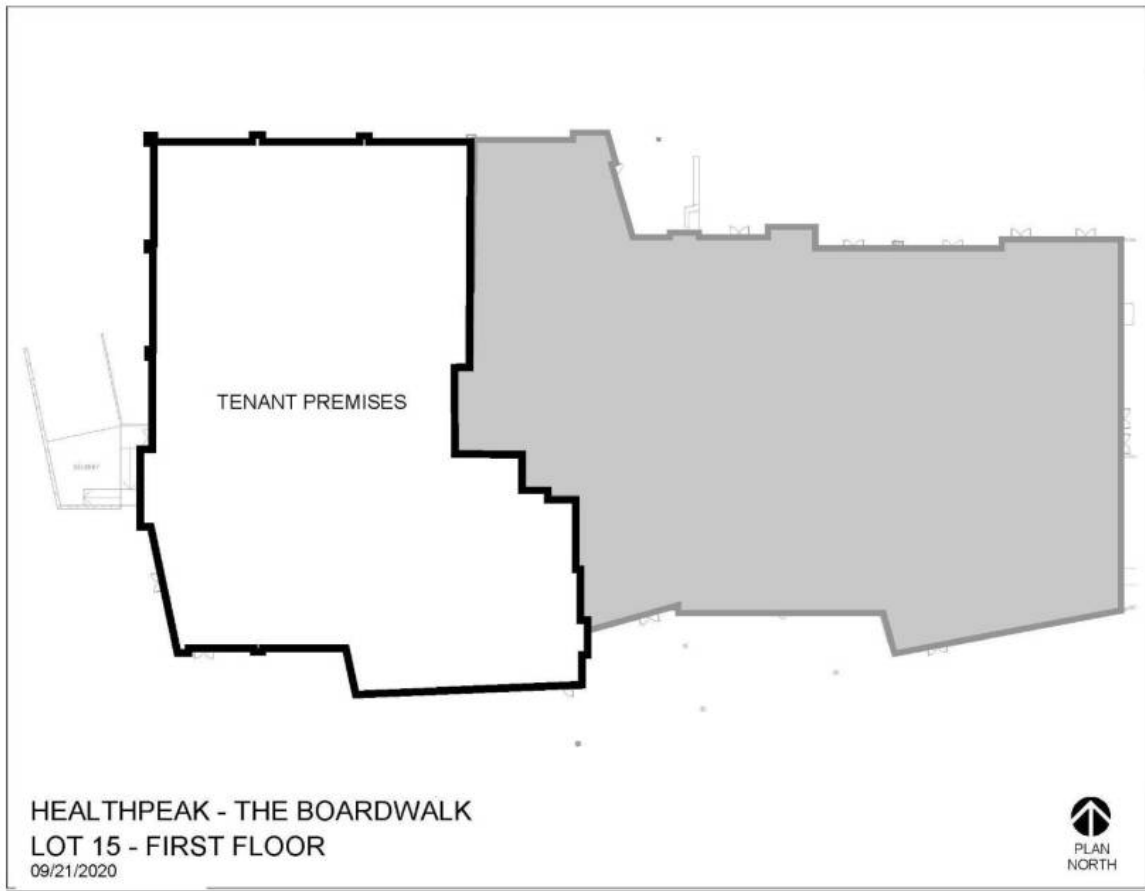 TENANT PREMISES
HEALTHPEAK - THE BOARDWALK
LOT 15 - FIRST FLOOR
09/21/2020
PLAN
NORTH